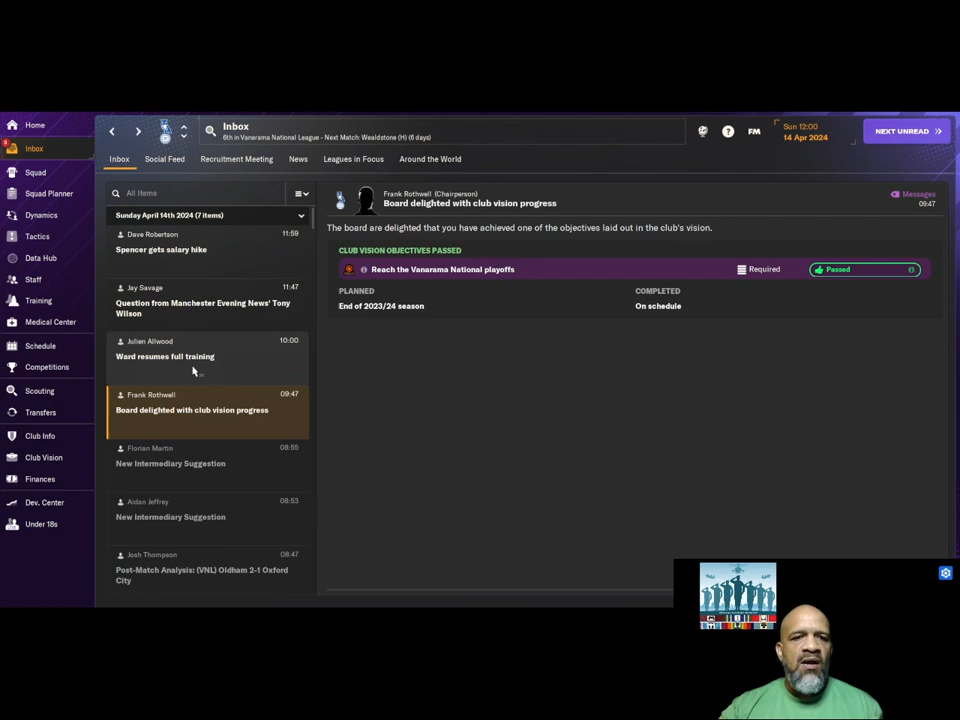 Home
Inbox
3
Squad
Squad Planner
Dynamics
Tactics
Data Hub
Staff
Training
Medical Center
Schedule
Competitions
Scouting
Transfers
Club Info
Club Vision
Finances
Dev. Center
Under 18s
Inbox
6th in Vanarama National League - Next Match: Wealdstone (H) (6 days)
FM
Sun 12:00
14 Apr 2024
NEXT UNREAD
Inbox
Social Feed
Recruitment Meeting
News
Leagues in Focus
Around the World
All Items
Sunday April 14th 2024 (7 items)
Dave Robertson
11:59
Spencer gets salary hike
Jay Savage
11:47
Question from Manchester Evening News' Tony
Wilson
Julien Allwood
10:00
Ward resumes full training
Frank Rothwell
09:47
Board delighted with club vision progress
Florian Martin
08:55
New Intermediary Suggestion
Aidan Jeffrey
08:53
New Intermediary Suggestion
Josh Thompson
08:47
Post-Match Analysis: (VNL) Oldham 2-1 Oxford
City
Frank Rothwell (Chairperson)
Board delighted with club vision progress
Messages
09:47
The board are delighted that you have achieved one of the objectives laid out in the club's vision.
CLUB VISION OBJECTIVES PASSED
Reach the Vanarama National playoffs
Required
Passed
PLANNED
End of 2023/24 season
COMPLETED
On schedule